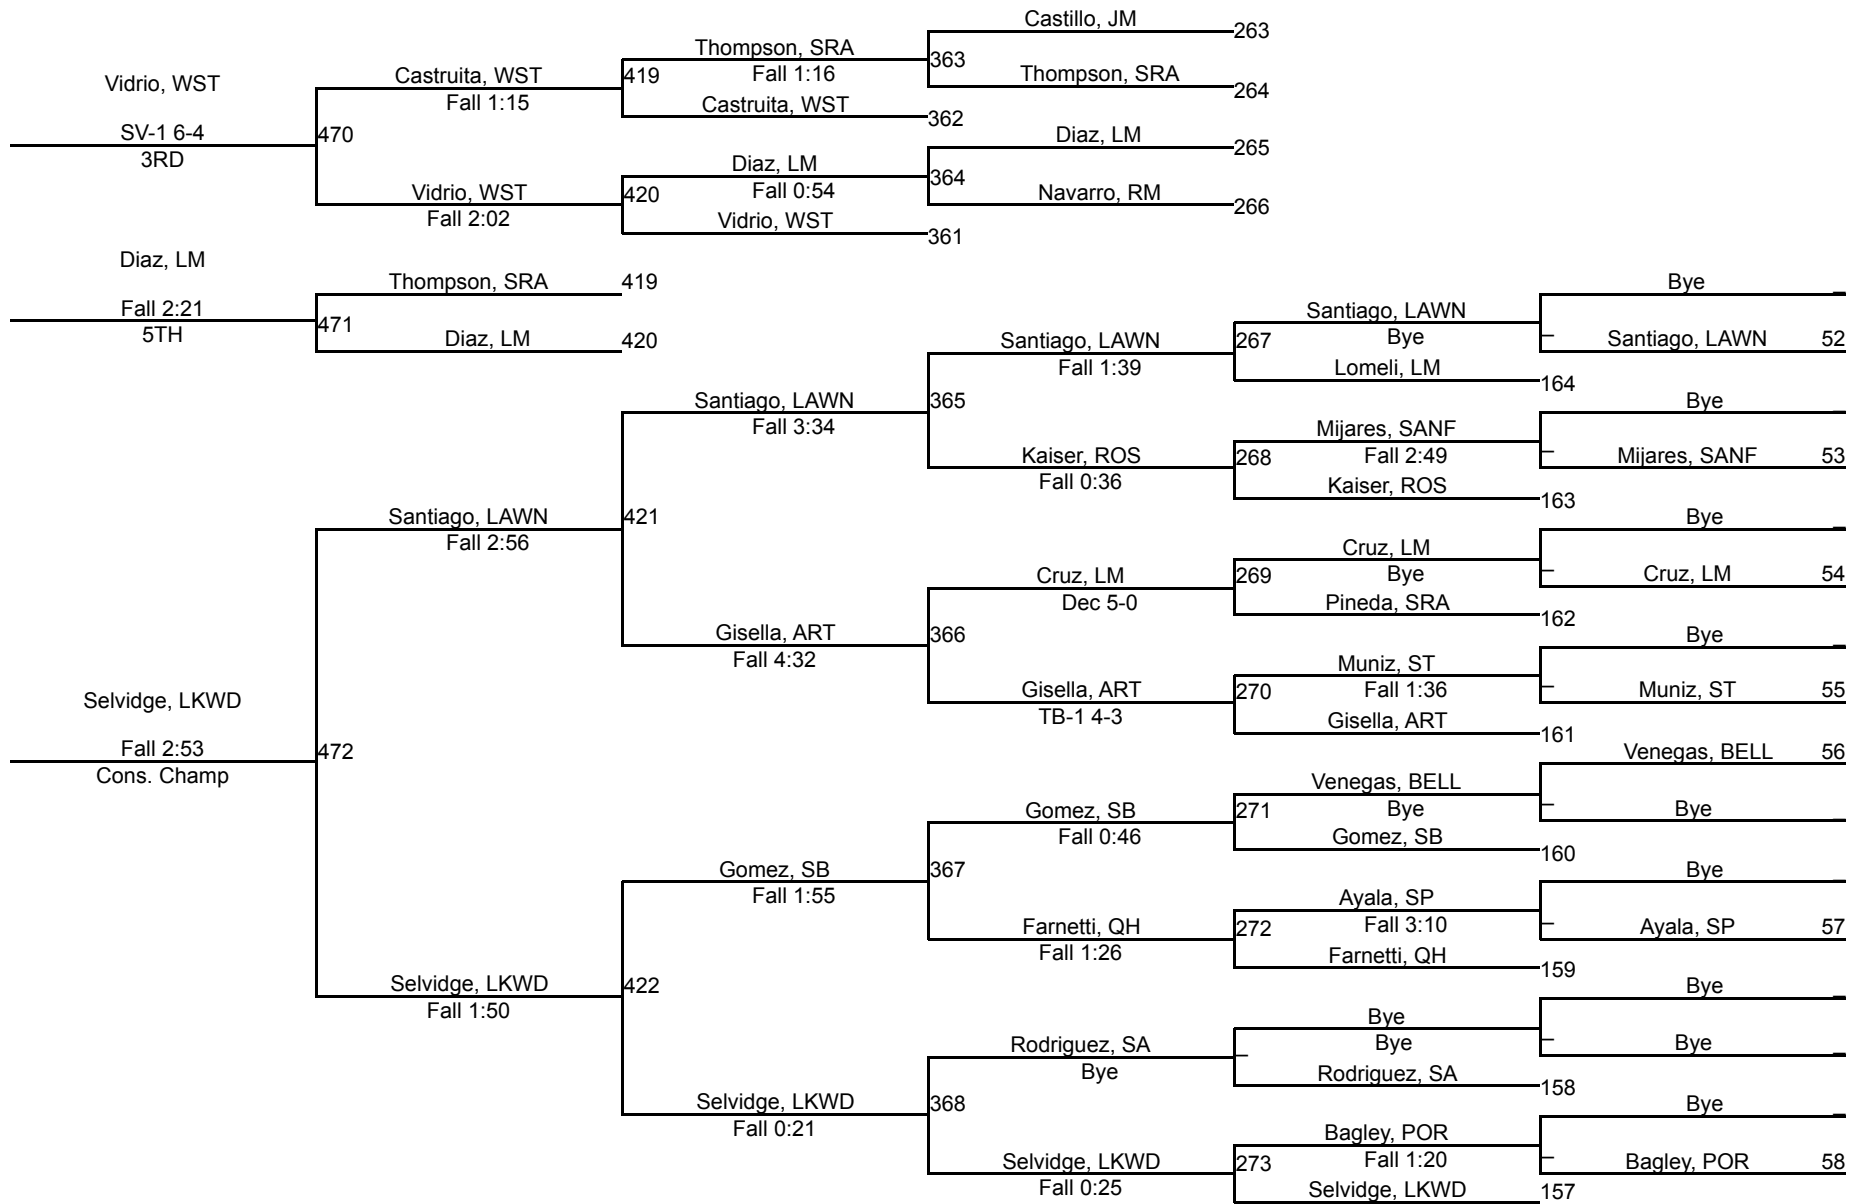 Castillo, JM
263
Thompson, SRA
363
Fall 1:16
Thompson, SRA
264
Vidrio, WST
Castruita, WST
419
Fall 1:15
Castruita, WST
362
SV-1 6-4
470
3RD
Diaz, LM
265
Diaz, LM
364
Fall 0:54
Navarro, RM
266
Vidrio, WST
420
Fall 2:02
Vidrio, WST
361
Diaz, LM
Thompson, SRA
419
Fall 2:21
471
5TH
Diaz, LM
420
Bye
Santiago, LAWN
Bye
Santiago, LAWN
52
Santiago, LAWN
267
Fall 1:39
Lomeli, LM
164
Santiago, LAWN
365
Fall 3:34
Bye
Mijares, SANF
Fall 2:49
Mijares, SANF
53
Kaiser, ROS
268
Fall 0:36
Kaiser, ROS
163
Santiago, LAWN
421
Fall 2:56
Bye
Cruz, LM
Bye
Cruz, LM
54
Cruz, LM
269
Dec 5-0
Pineda, SRA
162
Gisella, ART
366
Fall 4:32
Bye
Muniz, ST
Fall 1:36
Muniz, ST
55
Gisella, ART
270
TB-1 4-3
Gisella, ART
161
Selvidge, LKWD
Fall 2:53
472
Cons. Champ
Venegas, BELL
56
Venegas, BELL
Bye
Bye
Gomez, SB
271
Fall 0:46
Gomez, SB
160
Gomez, SB
367
Fall 1:55
Bye
Ayala, SP
Fall 3:10
Ayala, SP
57
Farnetti, QH
272
Fall 1:26
Farnetti, QH
159
Selvidge, LKWD
422
Fall 1:50
Bye
Bye
Bye
Bye
Rodriguez, SA
Bye
Rodriguez, SA
158
Selvidge, LKWD
368
Fall 0:21
Bye
Bagley, POR
Fall 1:20
Bagley, POR
58
Selvidge, LKWD
273
Fall 0:25
Selvidge, LKWD
157